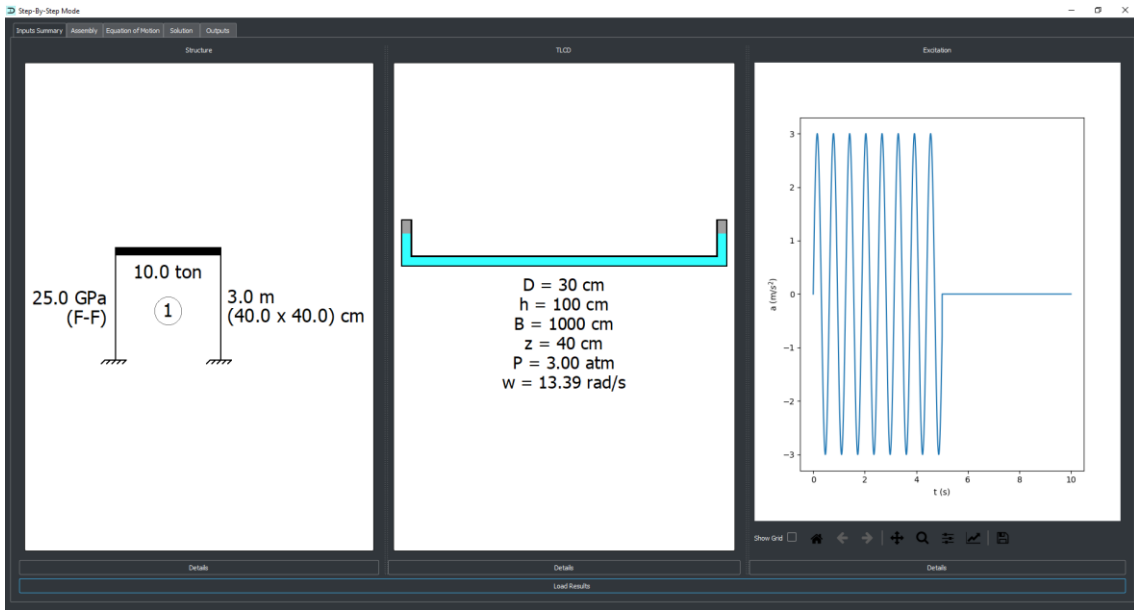 Step-By-Step Mode
Inputs Summary Assembly Equation of Motion Solution Outputs
Structure
10.0 ton
25.0 GPa
(F-F)
1
3.0 m
(40.0 x 40.0) cm
Details
TLCD
D = 30 cm
h = 100 cm
B = 1000 cm
z = 40 cm
P = 3.00 atm
w = 13.39 rad/s
Details
Excitation
3
2
1
0
−1
−2
−3
a (m/s²)
0 2 4 6 8 10
t (s)
Show Grid
Details
Load Results